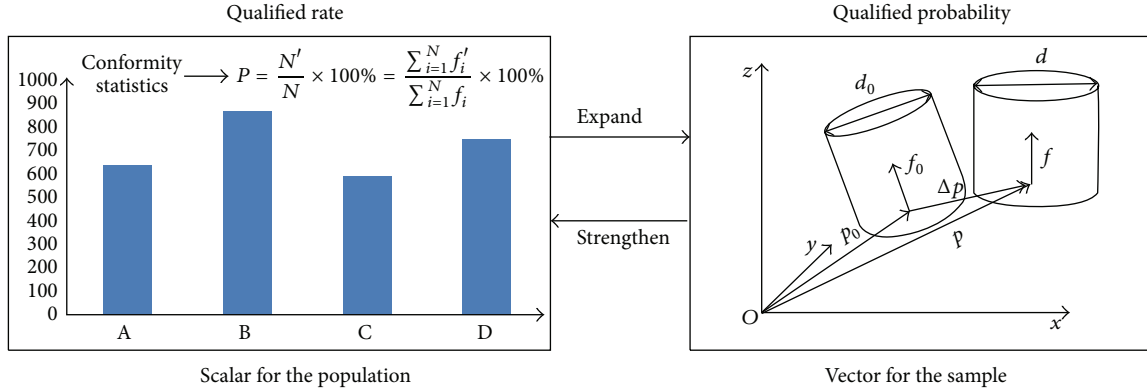 Qualified rate
Qualified probability
Conformity statistics
P = N′/N × 100% = ∑_{i=1}^{N} f_i′ / ∑_{i=1}^{N} f_i × 100%
1000
900
800
700
600
500
400
300
200
100
0
A
B
C
D
Expand
Strengthen
z
d_0
d
f_0
f
Δp
p_0
p
y
O
x
Scalar for the population
Vector for the sample